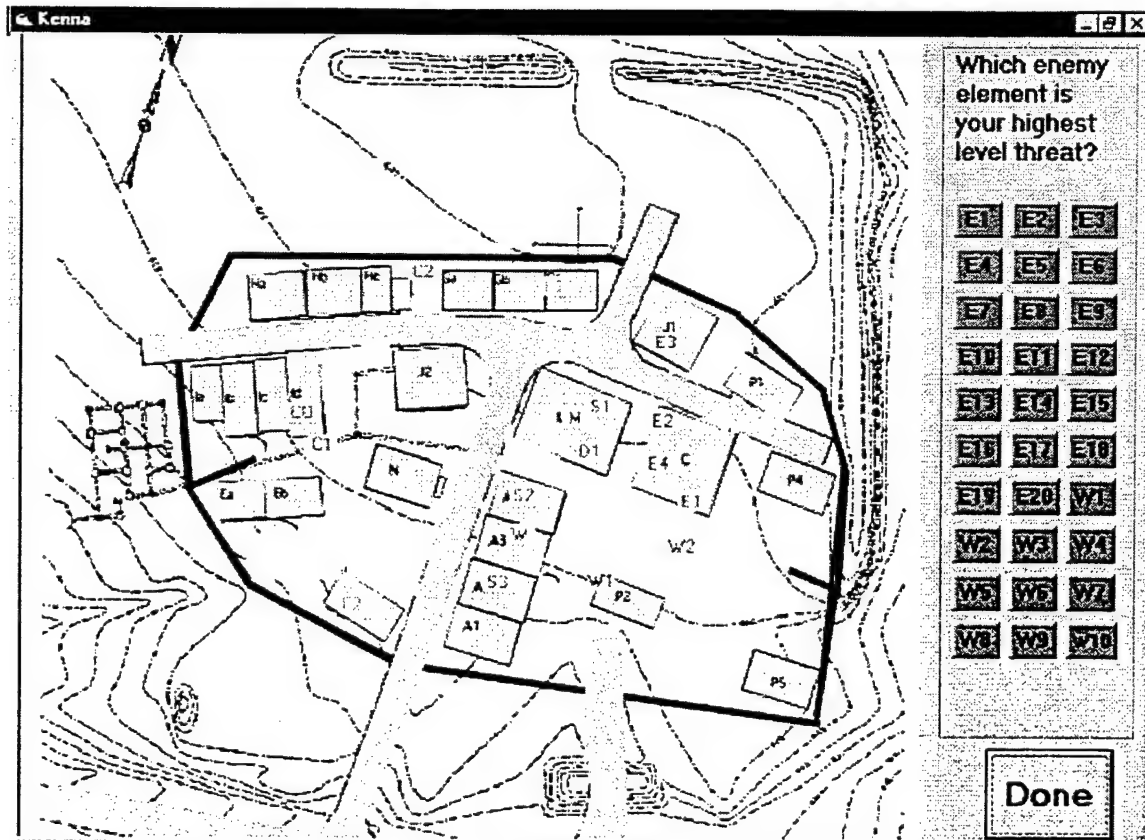 Kenna
Which enemy
element is
your highest
level threat?
E1 E2 E3
E4 E5 E6
E7 E8 E9
E10 E11 E12
E13 E14 E15
E16 E17 E18
E19 E20 W1
W2 W3 W4
W5 W6 W7
W8 W9 W10
Done
J1
E3
J2
P1
S1
M
E2
D1
E4 C
P4
E1
N
C1
S2
A3 W
W2
S3
W1
P2
A1
P5